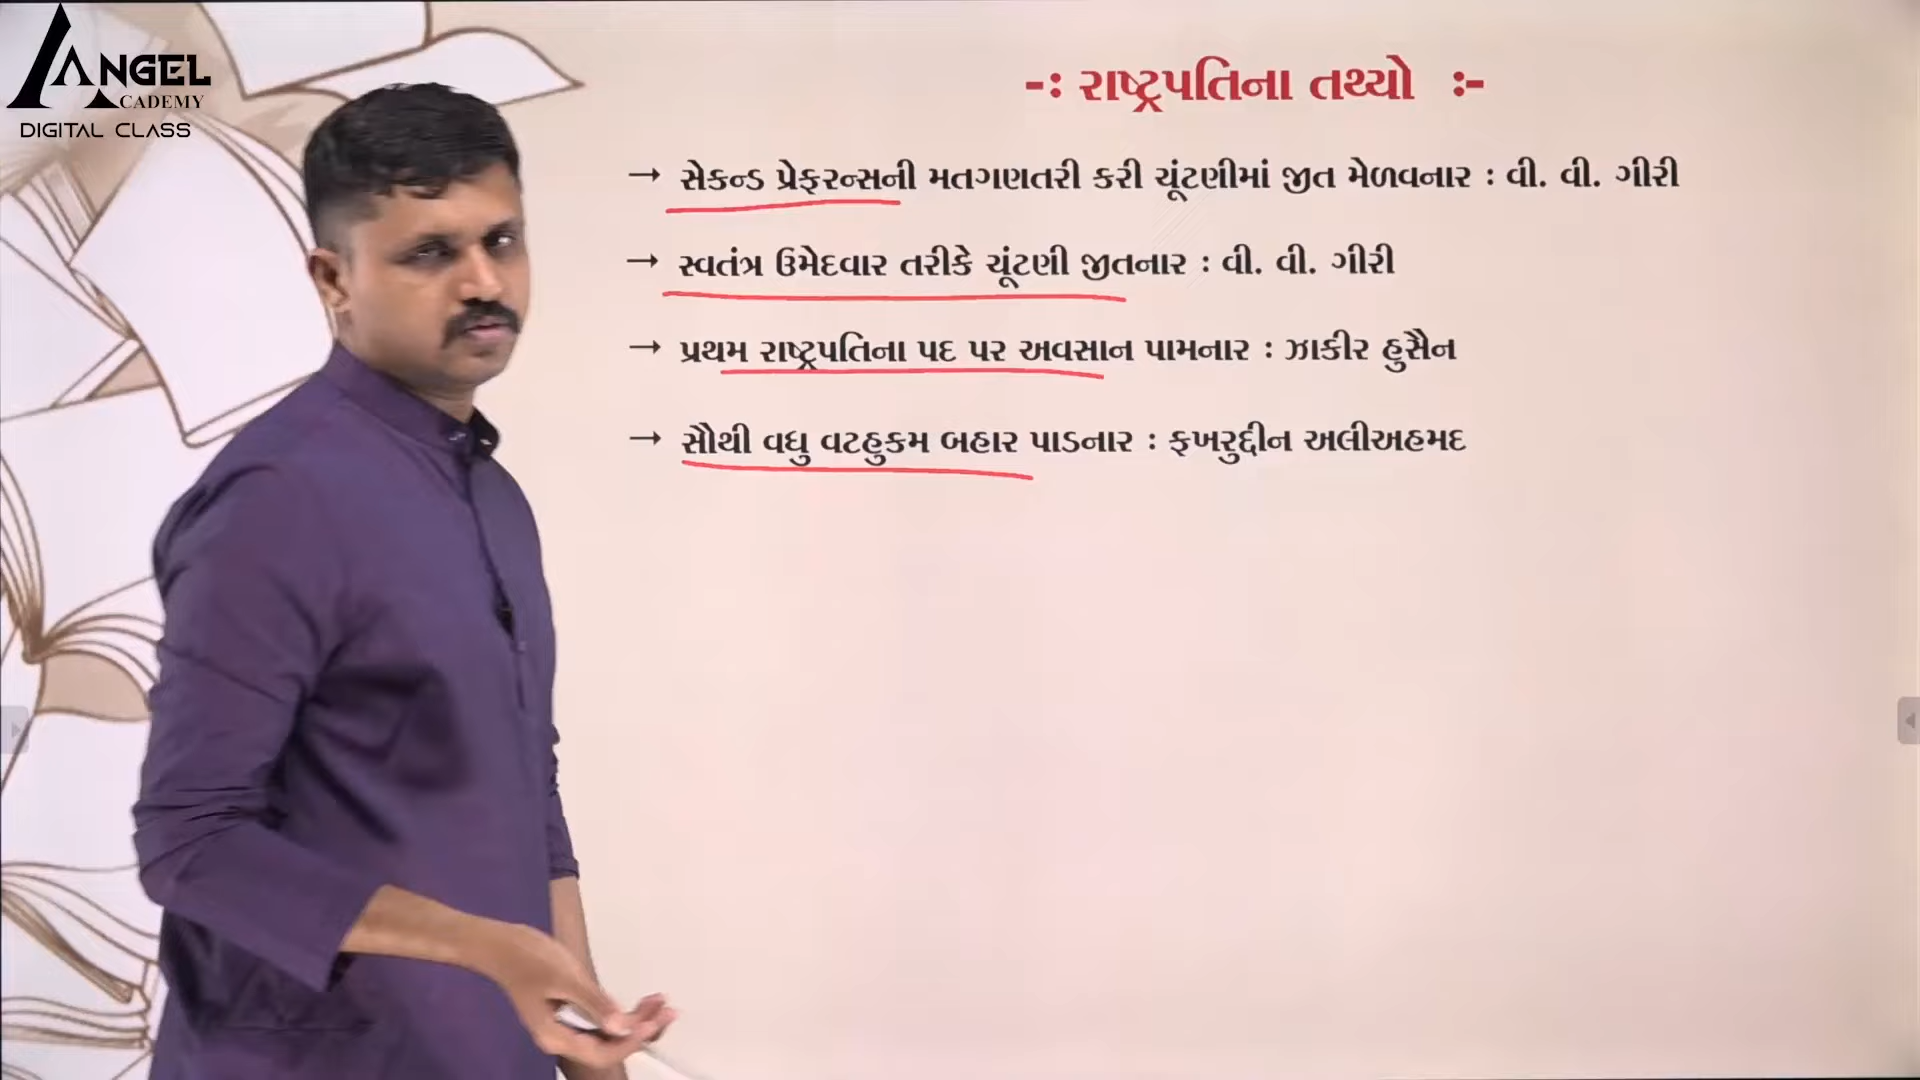 ANGEL
ACADEMY
DIGITAL CLASS
-ઃ રાષ્ટ્રપતિના તથ્યો ઃ-
→ સેકન્ડ પ્રેફરન્સની મતગણતરી કરી ચૂંટણીમાં જીત મેળવનાર : વી. વી. ગીરી
→ સ્વતંત્ર ઉમેદવાર તરીકે ચૂંટણી જીતનાર : વી. વી. ગીરી
→ પ્રથમ રાષ્ટ્રપતિના પદ પર અવસાન પામનાર : ઝાકીર હુસૈન
→ સૌથી વધુ વટહુકમ બહાર પાડનાર : ફખરુદ્દીન અલીઅહમદ